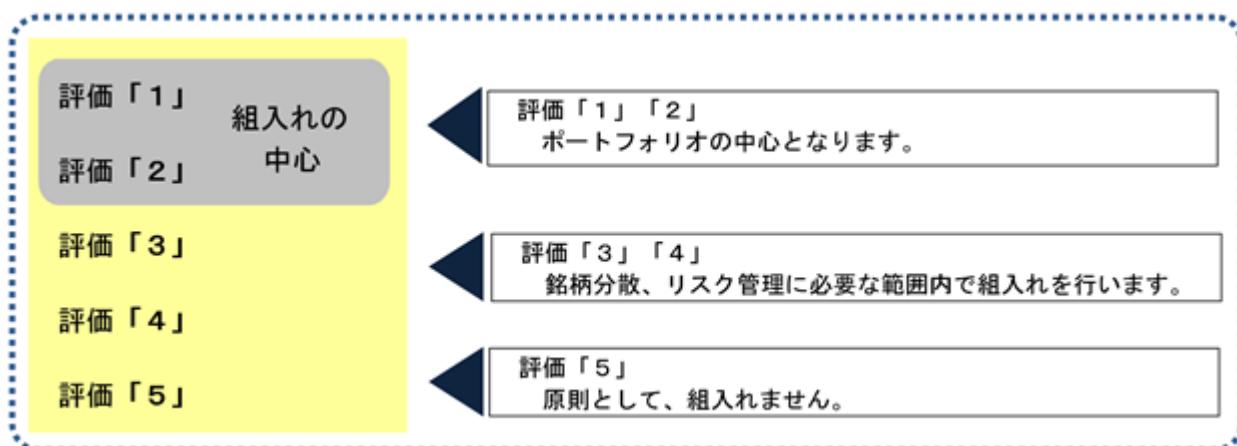 評価「1」
組入れの
中心
評価「2」
評価「3」
評価「4」
評価「5」
評価「1」「2」
ポートフォリオの中心となります。
評価「3」「4」
銘柄分散、リスク管理に必要な範囲内で組入れを行います。
評価「5」
原則として、組入れません。